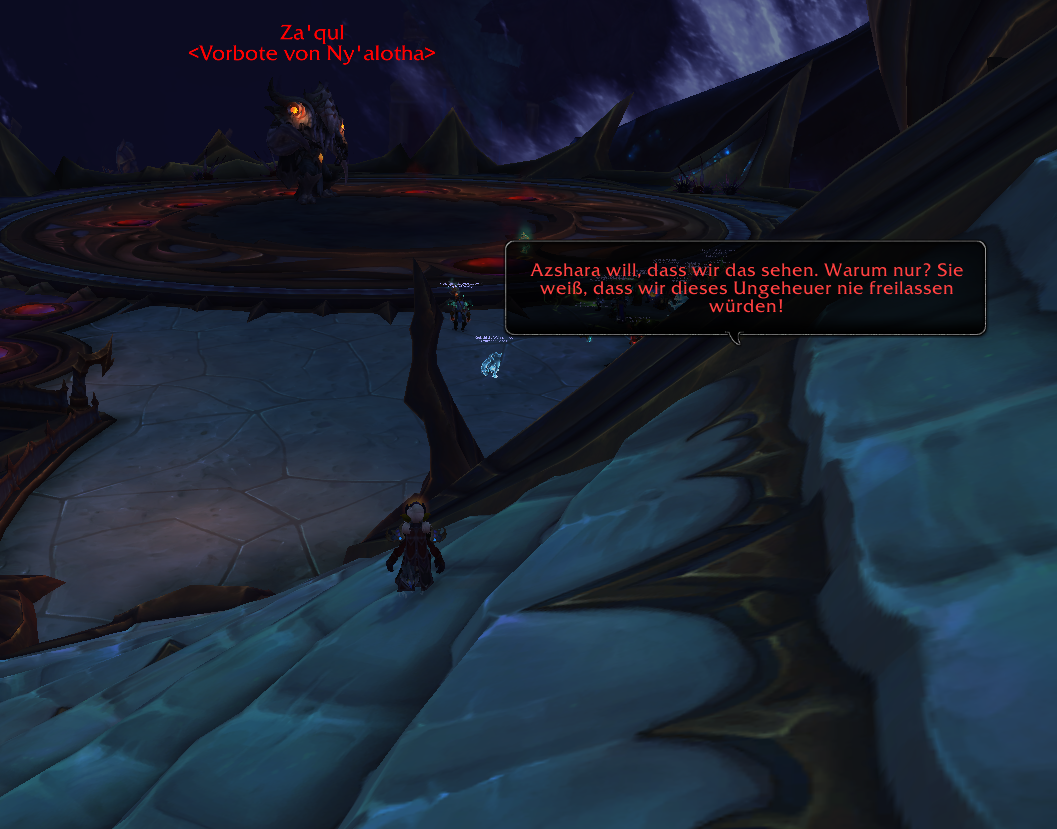 Za'qul
<Vorbote von Ny'alotha>
Azshara will, dass wir das sehen. Warum nur? Sie
weiß, dass wir dieses Ungeheuer nie freilassen
würden!